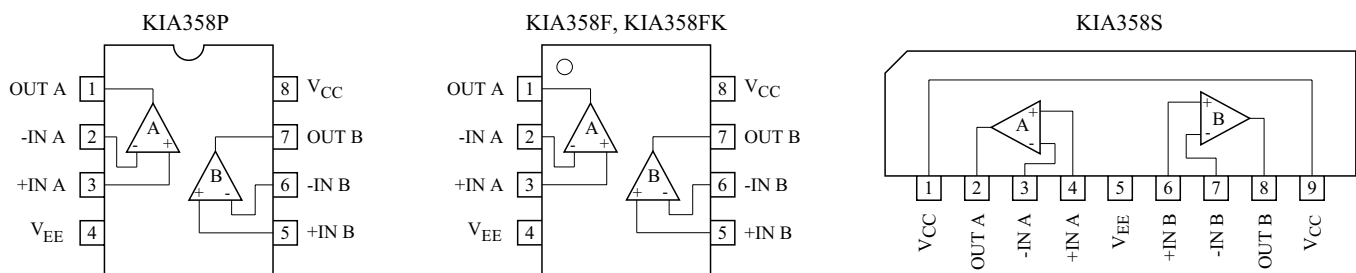 KIA358P
OUT A 1 8 VCC
-IN A 2 A - + 7 OUT B
+IN A 3 B + - 6 -IN B
VEE 4 5 +IN B
KIA358F, KIA358FK
OUT A 1 8 VCC
-IN A 2 A - + 7 OUT B
+IN A 3 B + - 6 -IN B
VEE 4 5 +IN B
KIA358S
A + - + - B
1 2 3 4 5 6 7 8 9
VCC OUT A -IN A +IN A VEE +IN B -IN B OUT B VCC